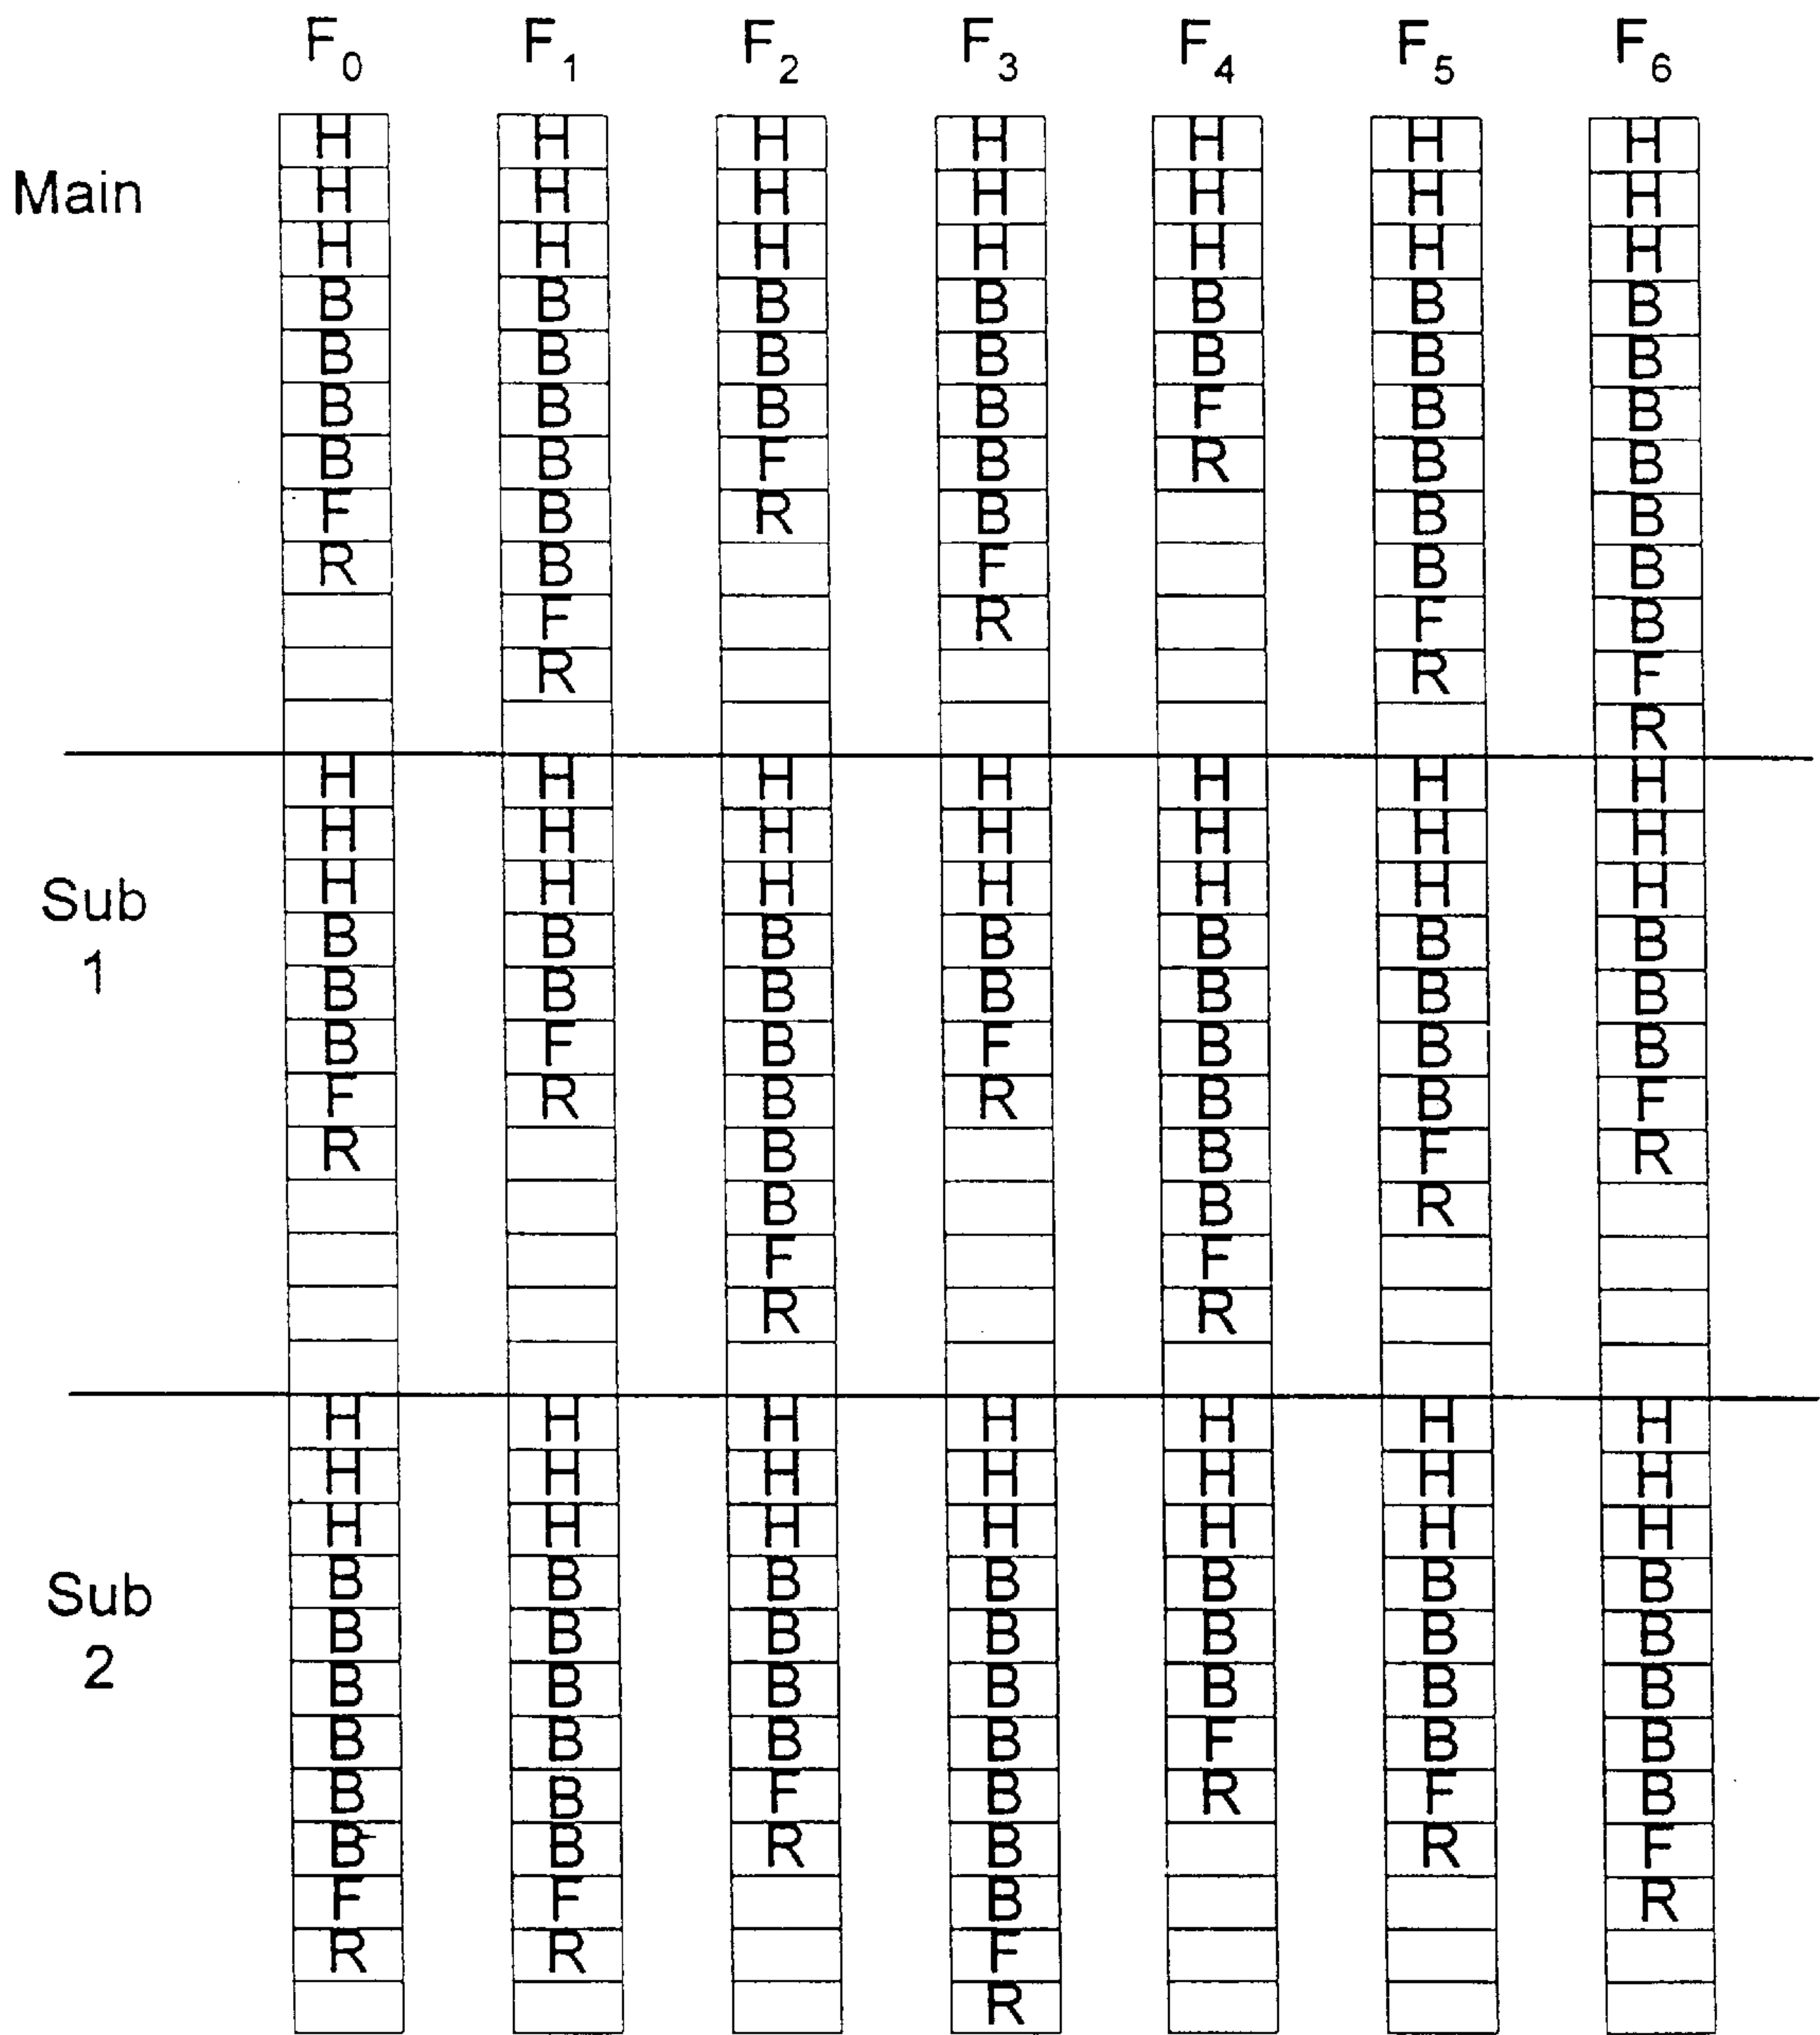 F0 F1 F2 F3 F4 F5 F6
H H H H H H H
Main H H H H H H H
H H H H H H H
B B B B B B B
B B B B B B B
B B B B F B B
B B F B R B B
F B R B B B
R B F B B
F R F B
R R F
R
H H H H H H H
H H H H H H H
Sub H H H H H H H
B B B B B B B
1 B B B B B B B
B F B F B B B
F R B R B B F
R B B F R
B B R
F F
R R
H H H H H H H
H H H H H H H
H H H H H H H
Sub B B B B B B B
B B B B B B B
2 B B B B B B B
B B B B F B B
B B F B R F B
B B R B R F
F F B R
R R F
R